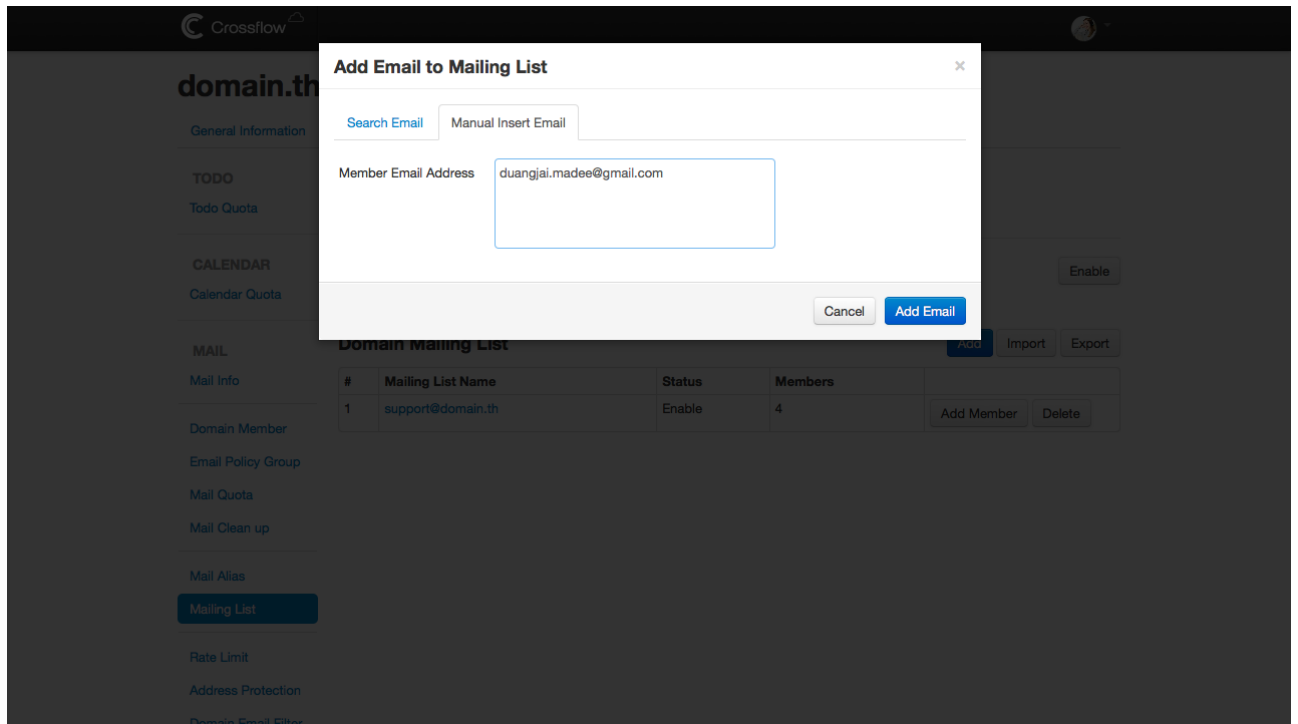 Crossflow
domain.th
Add Email to Mailing List
×
Search Email
Manual Insert Email
Member Email Address
duangjai.madee@gmail.com
Cancel
Add Email
General Information
TODO
Todo Quota
CALENDAR
Calendar Quota
MAIL
Mail Info
Domain Member
Email Policy Group
Mail Quota
Mail Clean up
Mail Alias
Mailing List
Rate Limit
Address Protection
Domain Email Filter
Enable
Domain Mailing List
Add
Import
Export
# Mailing List Name Status Members
1 support@domain.th Enable 4 Add Member Delete